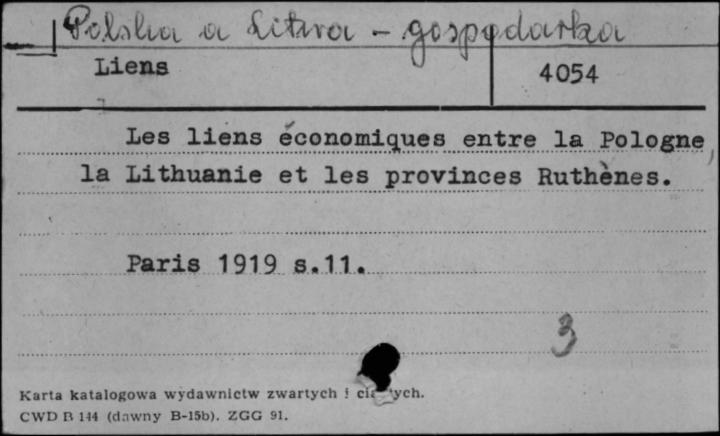 Polska a Litwa - gospodarka
Liens 4054
Les liens économiques entre la Pologne,
la Lithuanie et les provinces Ruthènes.
Paris 1919 s.11.
3
Karta katalogowa wydawnictw zwartych i
CWD B 144 (dawny B-15b). ZGG 91.